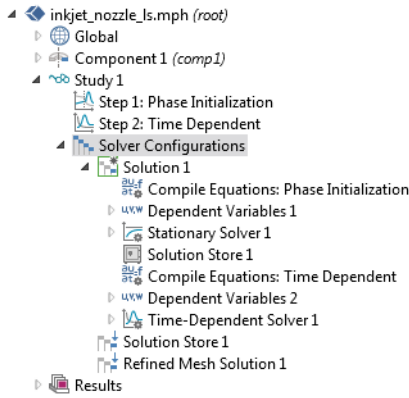 inkjet_nozzle_ls.mph (root)
Global
Component 1 (comp1)
Study 1
Step 1: Phase Initialization
Step 2: Time Dependent
Solver Configurations
Solution 1
Compile Equations: Phase Initialization
u,v,w Dependent Variables 1
Stationary Solver 1
Solution Store 1
Compile Equations: Time Dependent
u,v,w Dependent Variables 2
Time-Dependent Solver 1
Solution Store 1
Refined Mesh Solution 1
Results